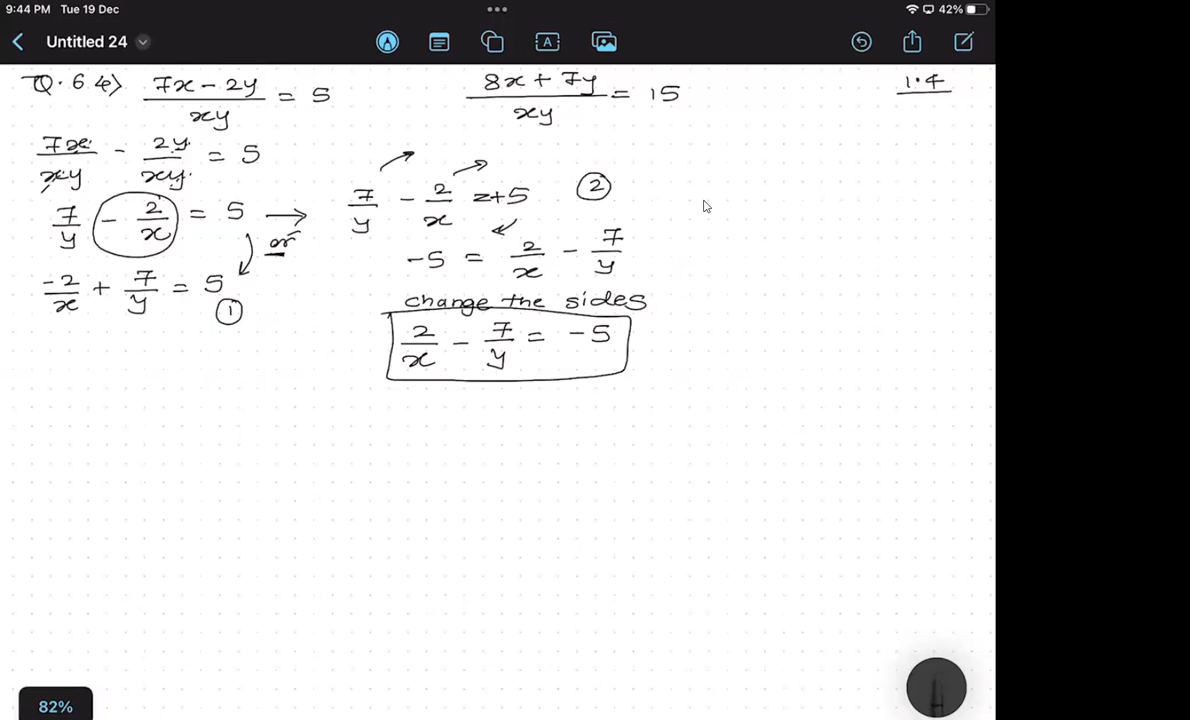 9:44 PM Tue 19 Dec
42%
Untitled 24
Q.6 4) (7x - 2y)/xy = 5
(8x + 7y)/xy = 15
1.4
7x/xy - 2y/xy = 5
7/y - 2/x = 5 → 7/y - 2/x = +5 ②
or
-2/x + 7/y = 5 ①
-5 = 2/x - 7/y
change the sides
2/x - 7/y = -5
82%